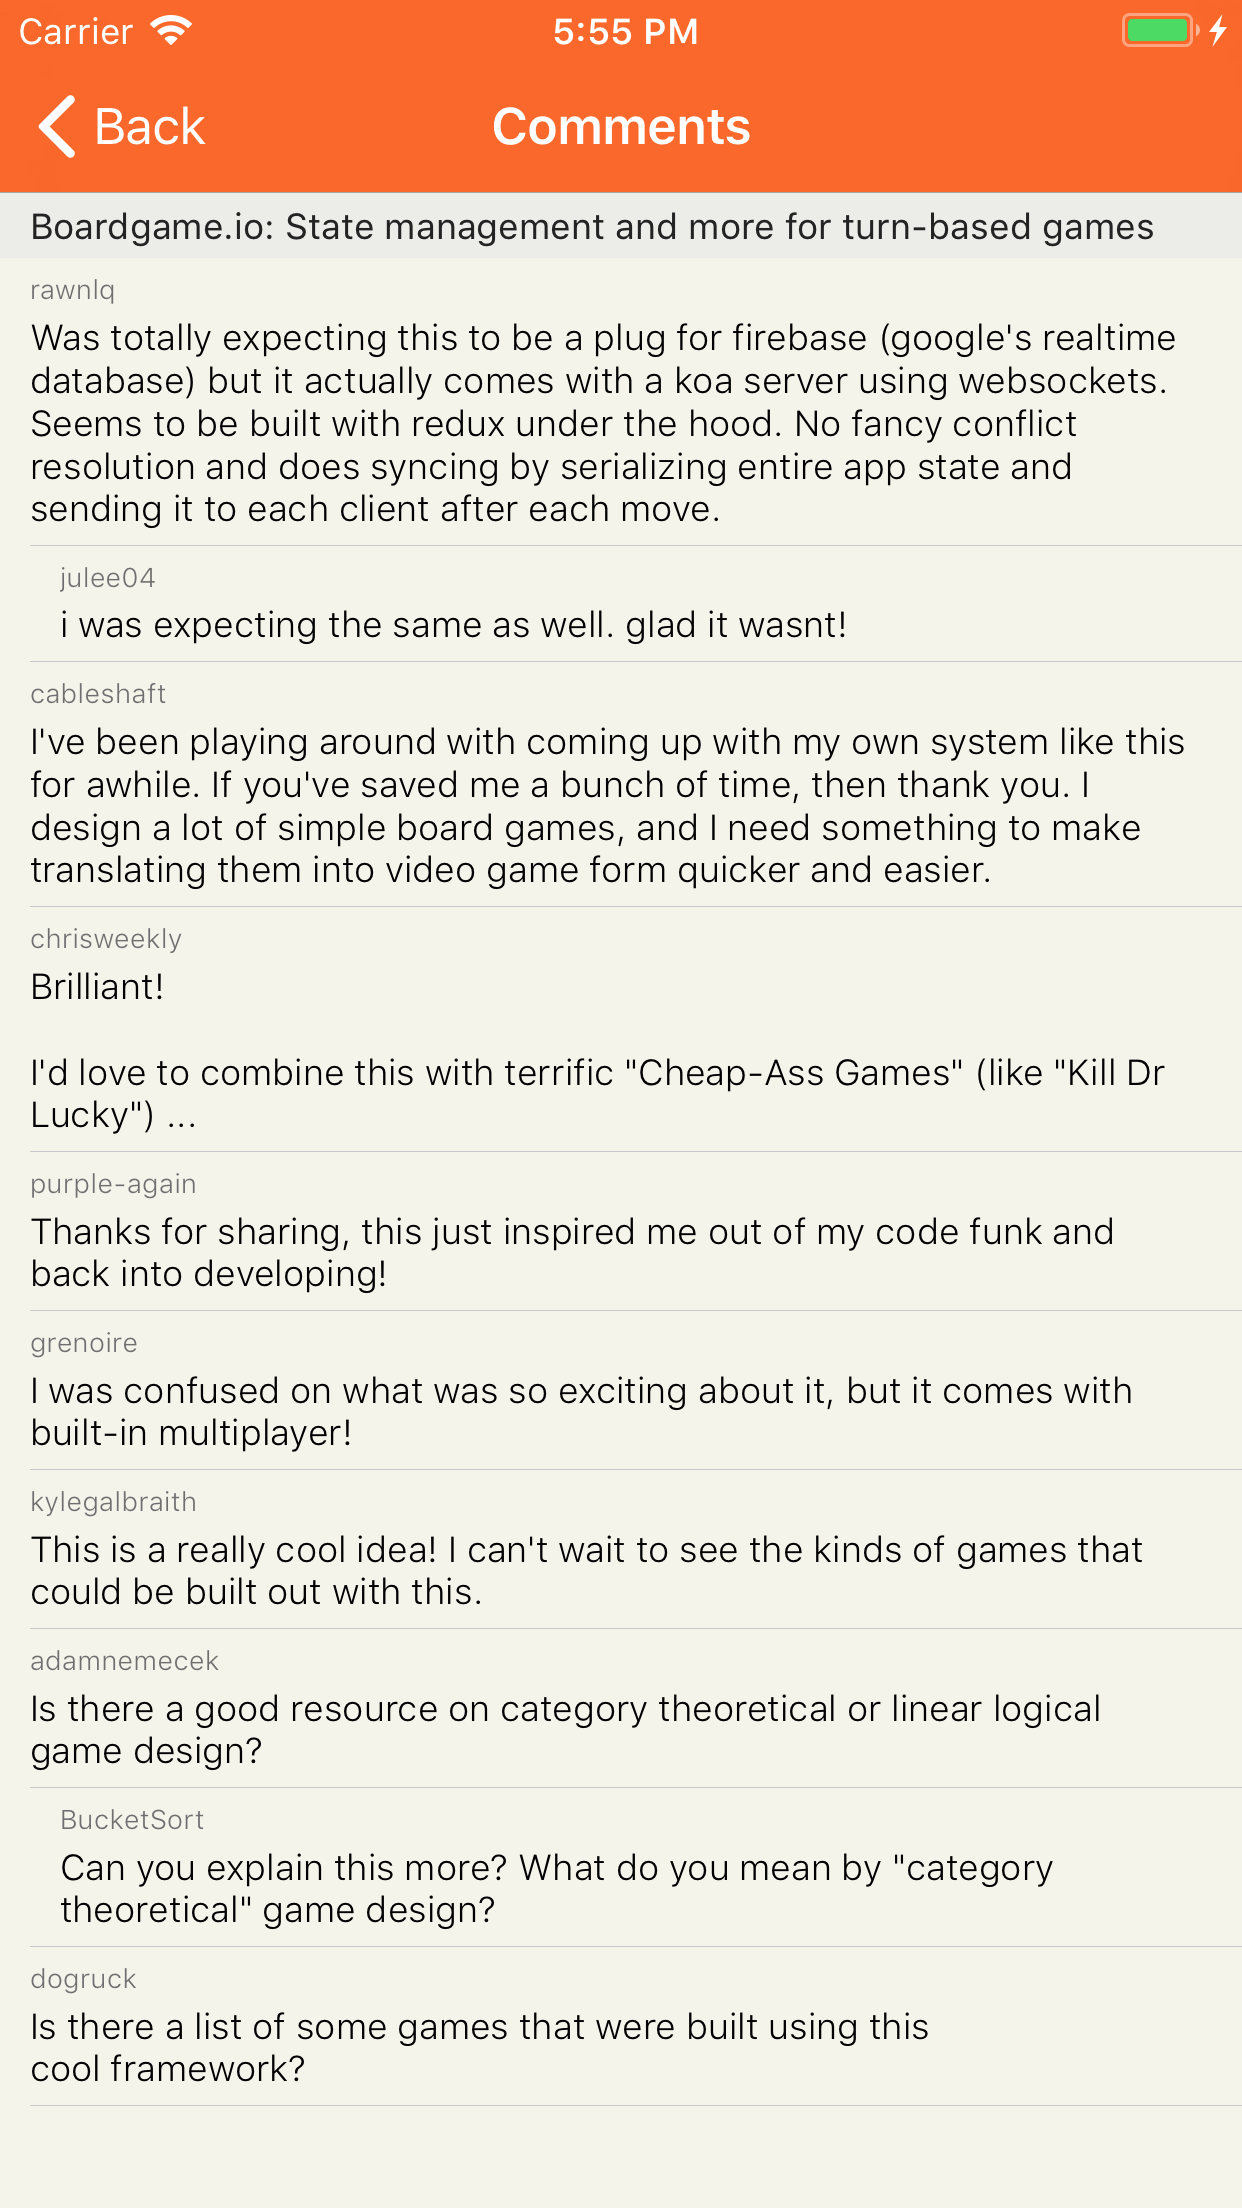 Carrier
5:55 PM
Back
Comments
Boardgame.io: State management and more for turn-based games
rawnlq
Was totally expecting this to be a plug for firebase (google's realtime
database) but it actually comes with a koa server using websockets.
Seems to be built with redux under the hood. No fancy conflict
resolution and does syncing by serializing entire app state and
sending it to each client after each move.
julee04
i was expecting the same as well. glad it wasnt!
cableshaft
I've been playing around with coming up with my own system like this
for awhile. If you've saved me a bunch of time, then thank you. I
design a lot of simple board games, and I need something to make
translating them into video game form quicker and easier.
chrisweekly
Brilliant!
I'd love to combine this with terrific "Cheap-Ass Games" (like "Kill Dr
Lucky") ...
purple-again
Thanks for sharing, this just inspired me out of my code funk and
back into developing!
grenoire
I was confused on what was so exciting about it, but it comes with
built-in multiplayer!
kylegalbraith
This is a really cool idea! I can't wait to see the kinds of games that
could be built out with this.
adamnemecek
Is there a good resource on category theoretical or linear logical
game design?
BucketSort
Can you explain this more? What do you mean by "category
theoretical" game design?
dogruck
Is there a list of some games that were built using this
cool framework?